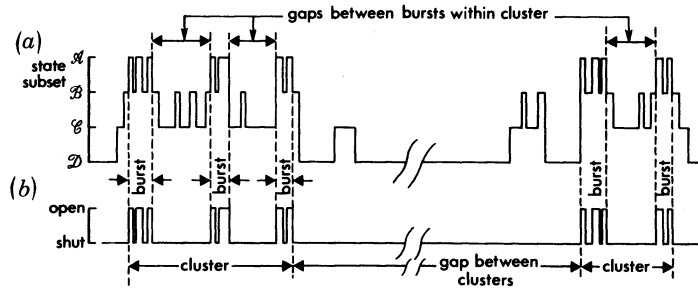 gaps between bursts within cluster
(a)
state
subset
𝒜
ℬ
𝒞
𝒟
burst
burst
burst
burst
burst
(b)
open
shut
cluster
gap between
clusters
cluster